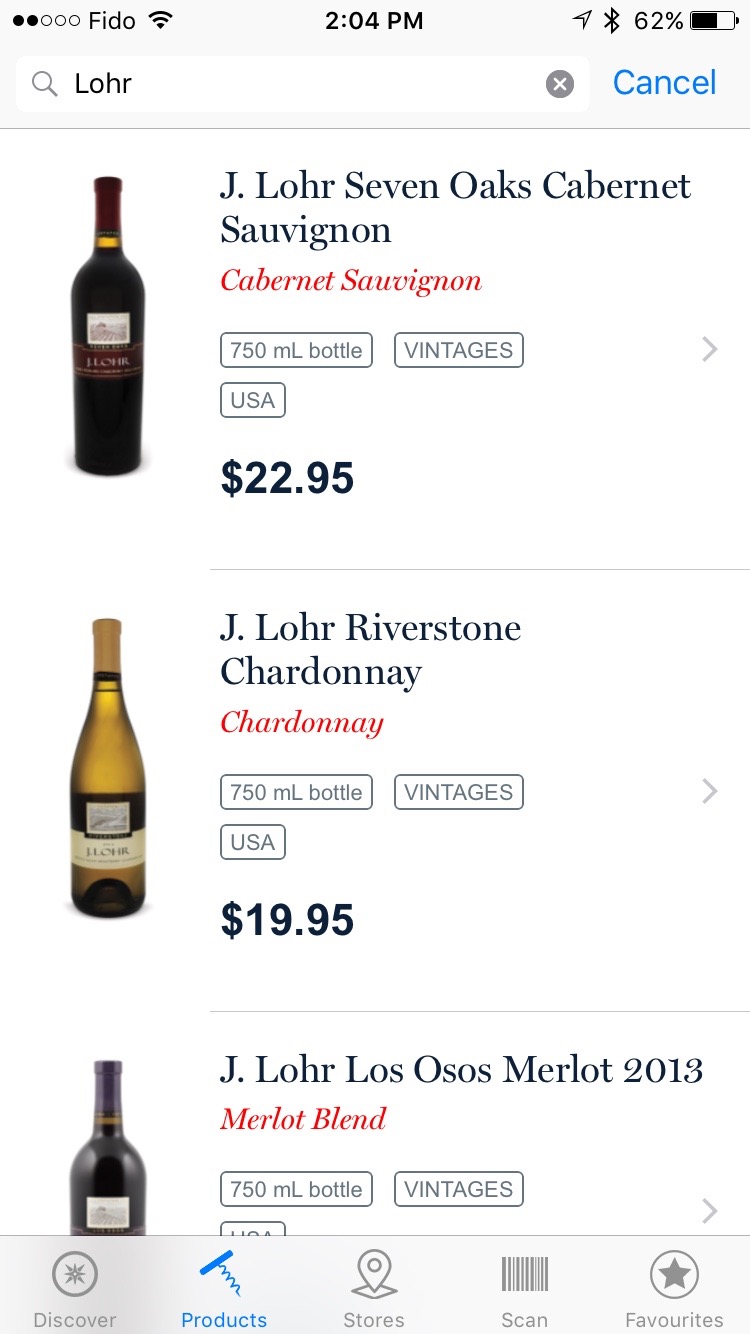 Fido 2:04 PM 62%
Lohr Cancel
J. Lohr Seven Oaks Cabernet
Sauvignon
Cabernet Sauvignon
750 mL bottle VINTAGES
USA
$22.95
J.LOHR
J. Lohr Riverstone
Chardonnay
Chardonnay
750 mL bottle VINTAGES
USA
$19.95
J.LOHR
J. Lohr Los Osos Merlot 2013
Merlot Blend
750 mL bottle VINTAGES
USA
Discover Products Stores Scan Favourites